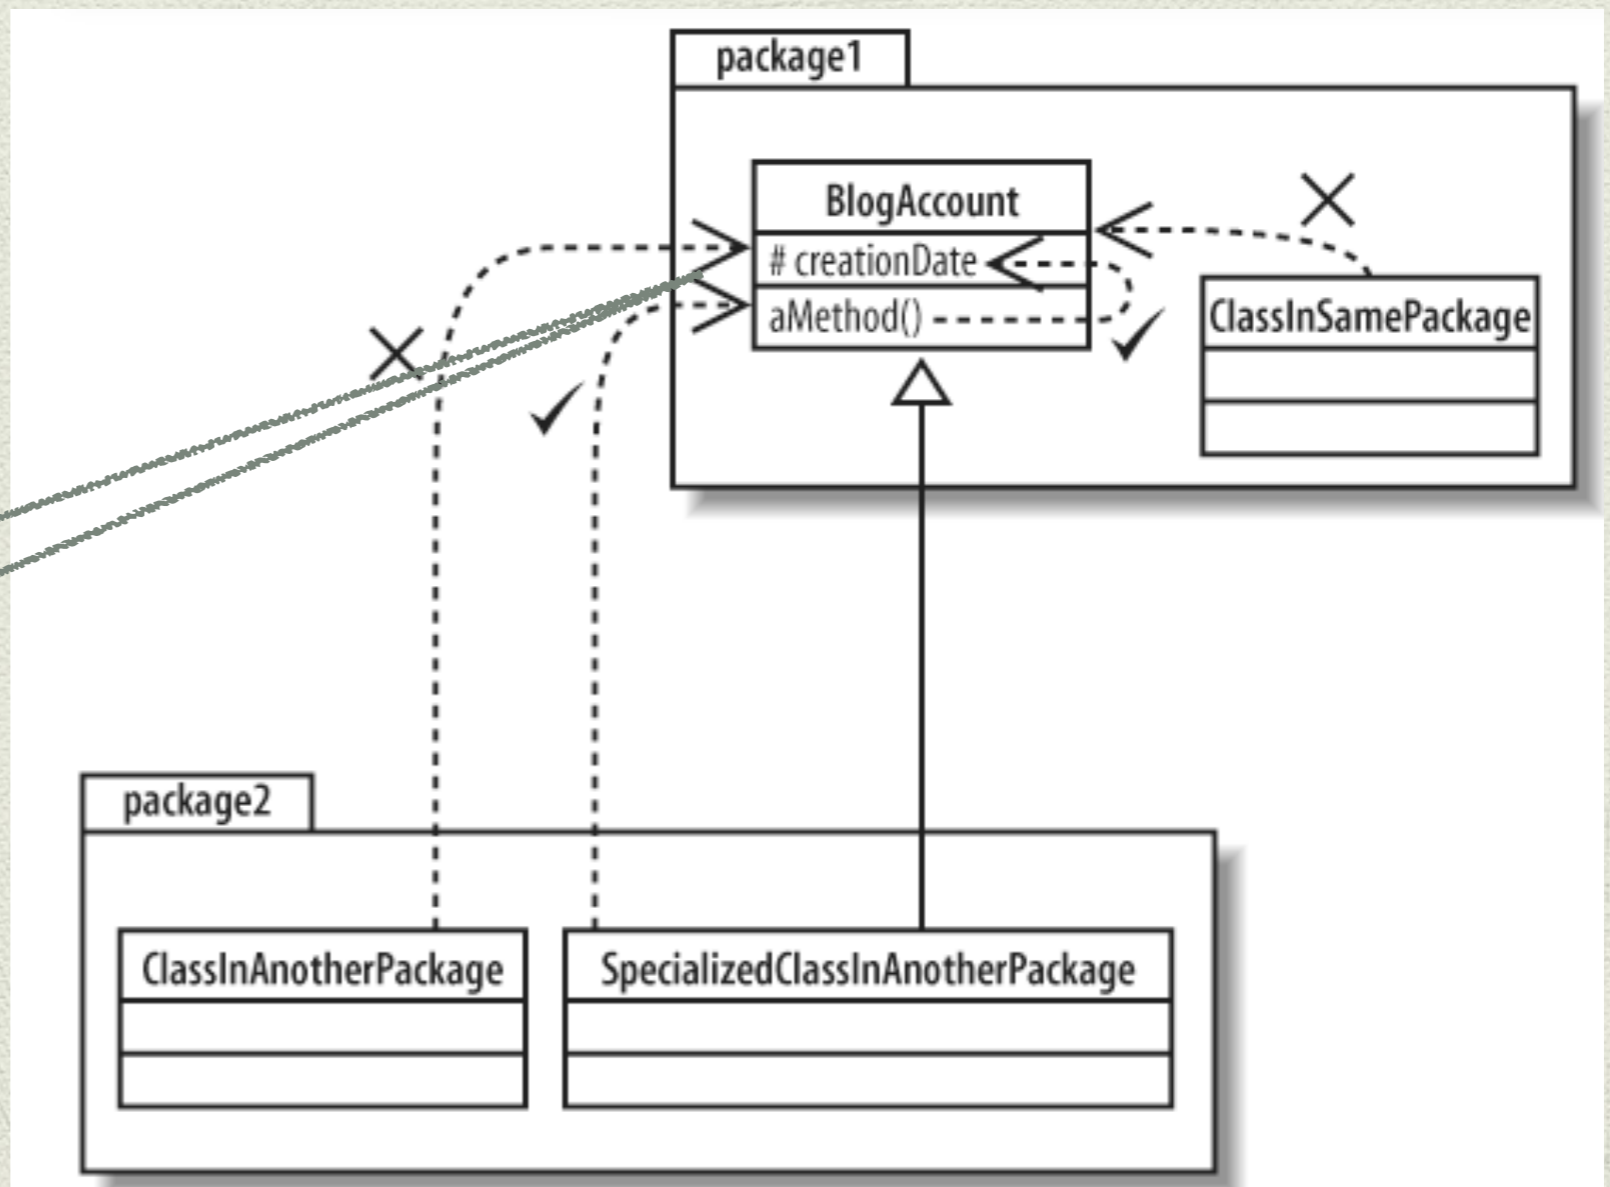 package1
BlogAccount
# creationDate
aMethod()
ClassInSamePackage
package2
ClassInAnotherPackage
SpecializedClassInAnotherPackage